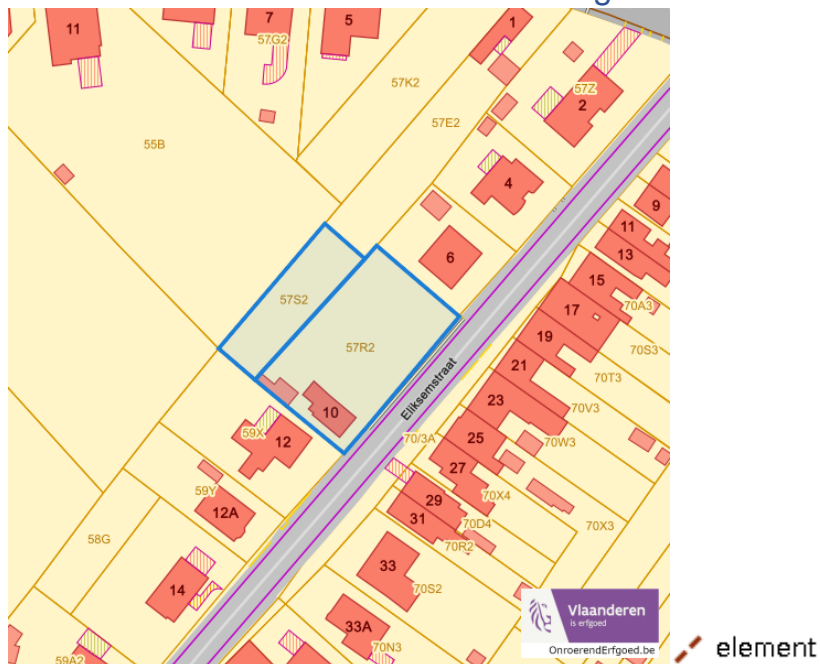 11
7
5
1
57G2
57K2
57Z
2
57E2
55B
4
9
6
11
13
15
57S2
17
70A3
57R2
19
70S3
21
70T3
Eliksemstraat
23
70V3
10
59X
12
70/3A
25
70W3
27
59Y
29
70X4
12A
31
70D4
70X3
58G
70R2
33
14
70S2
Vlaanderen
is erfgoed
33A
OnroerendErfgoed.be
element
70N3
59A2